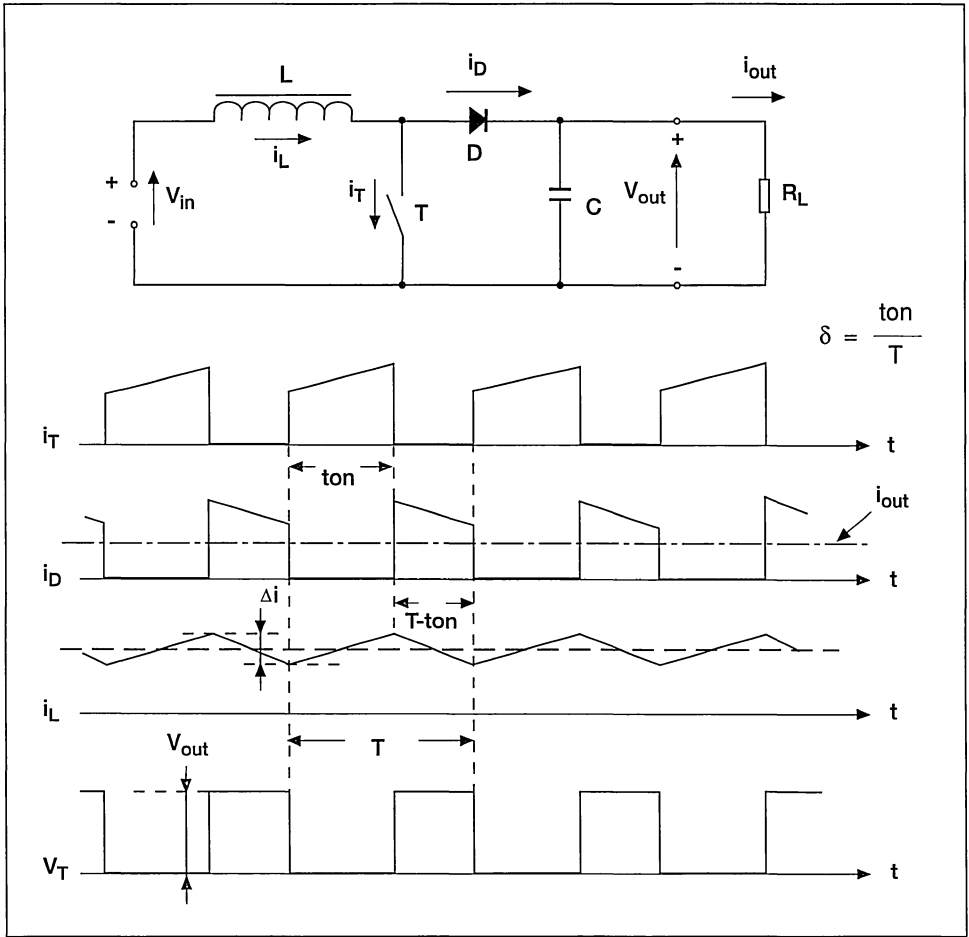 L
i_D
i_out
i_L
D
+
+
V_in
i_T
T
C
V_out
R_L
-
-
δ = ton / T
i_T
t
ton
i_out
i_D
t
Δi
T-ton
i_L
t
V_out
T
V_T
t